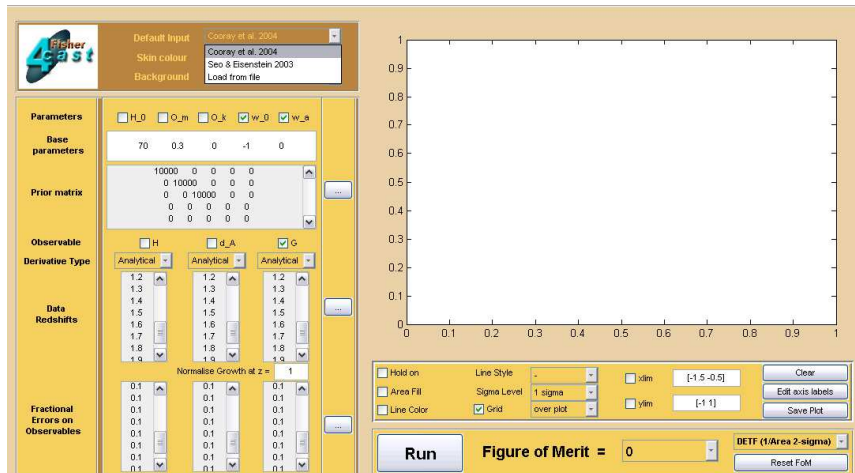 Fisher
4cast
Default Input Cooray et al. 2004
Cooray et al. 2004
Skin colour Seo & Eisenstein 2003
Background Load from file
Parameters H_0 O_m O_k w_0 w_a
Base parameters 70 0.3 0 -1 0
Prior matrix
10000 0 0 0 0
0 10000 0 0 0
0 0 10000 0 0
0 0 0 0 0
0 0 0 0 0
...
Observable H d_A G
Derivative Type Analytical Analytical Analytical
Data Redshifts
1.2 1.2 1.2
1.3 1.3 1.3
1.4 1.4 1.4
1.5 1.5 1.5
1.6 1.6 1.6
1.7 1.7 1.7
1.8 1.8 1.8
1.9 1.9 1.9
...
Normalise Growth at z = 1
Fractional Errors on Observables
0.1 0.1 0.1
0.1 0.1 0.1
0.1 0.1 0.1
0.1 0.1 0.1
0.1 0.1 0.1
0.1 0.1 0.1
0.1 0.1 0.1
...
1
0.9
0.8
0.7
0.6
0.5
0.4
0.3
0.2
0.1
0
0 0.1 0.2 0.3 0.4 0.5 0.6 0.7 0.8 0.9 1
Hold on Line Style - xlim [-1.5 -0.5] Clear
Area Fill Sigma Level 1 sigma Edit axis labels
Line Color Grid over plot ylim [-1 1] Save Plot
Run Figure of Merit = 0 DETF (1/Area 2-sigma)
Reset FoM